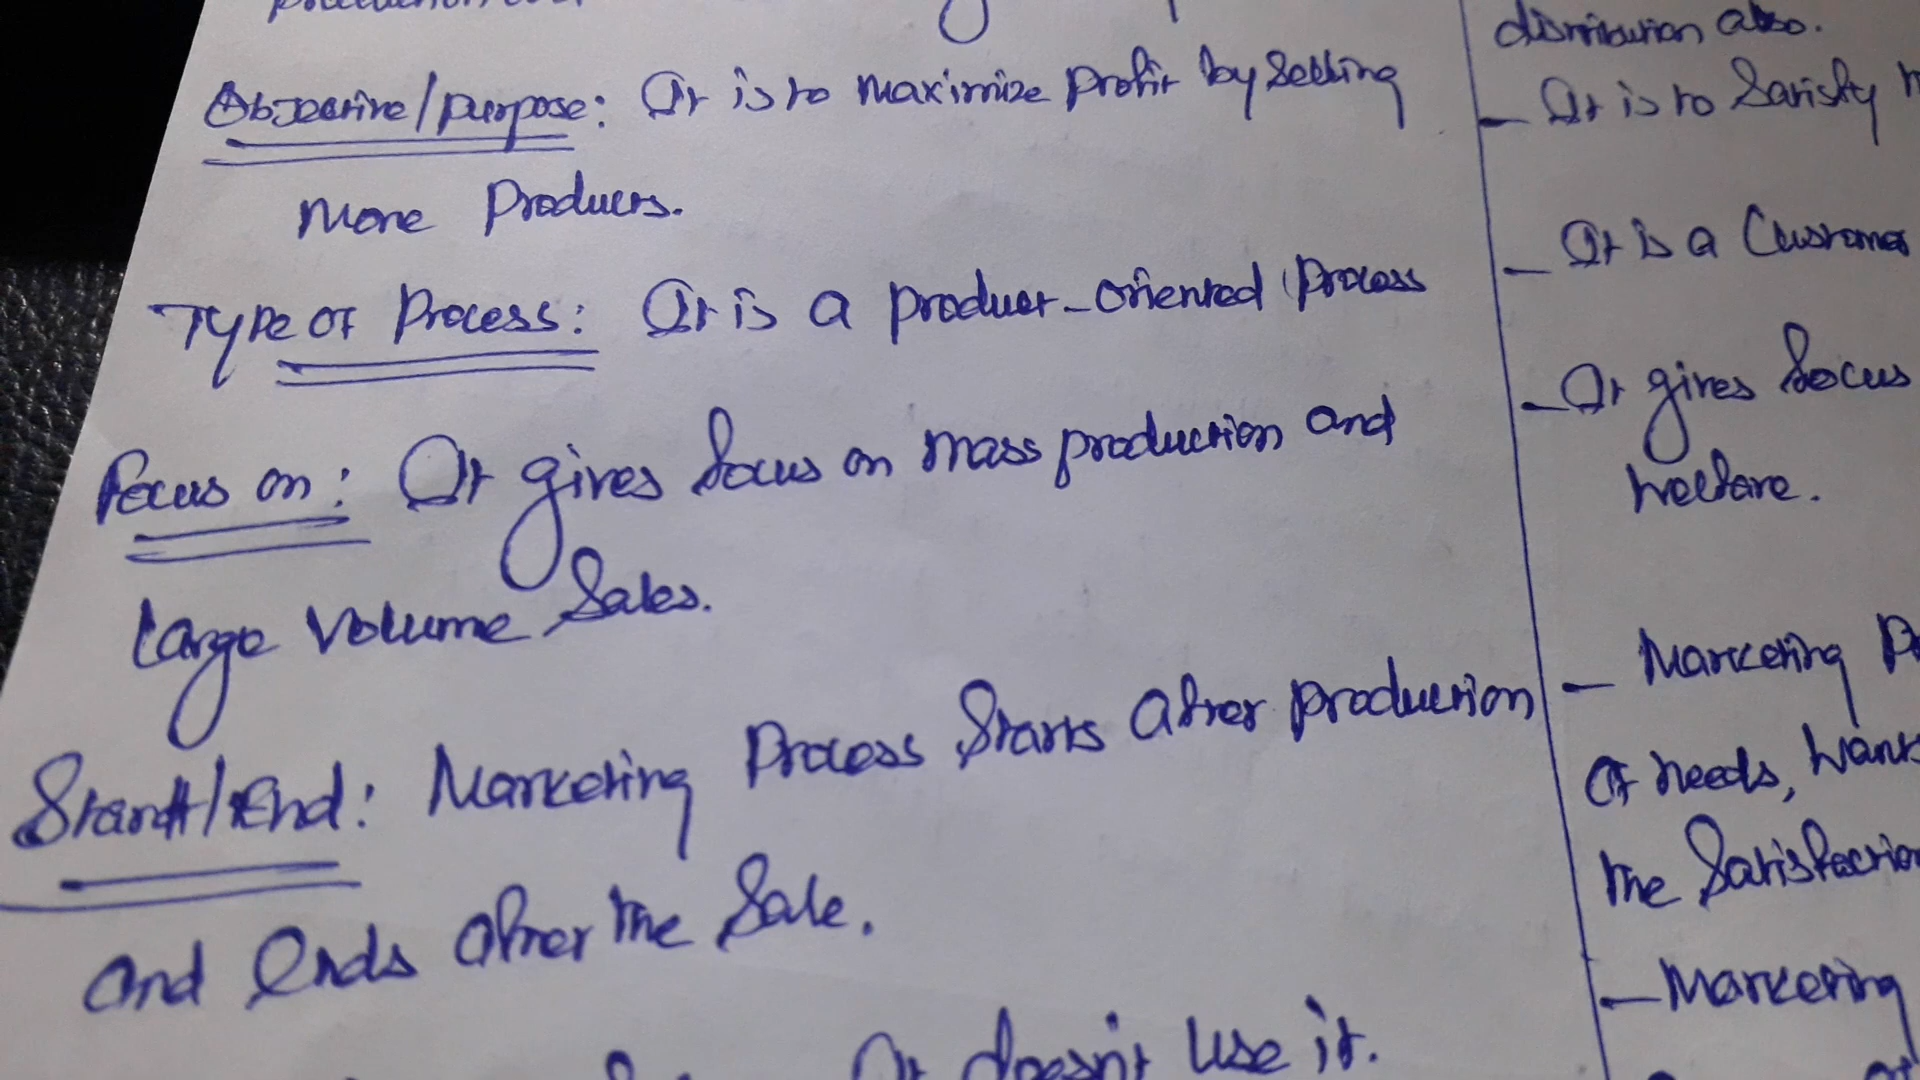 Objective/purpose: It is to maximize profit by selling
more products.
Type of Process: It is a product-oriented process
Focus on: It gives focus on mass production and
large volume sales.
Start/End: Marketing process starts after production
and ends after the sale.
It doesn't use it.
distribution also.
- It is to satisfy
- It is a customer
- It gives focus
welfare.
- Marketing
of needs, wants
the satisfaction
- Marketing